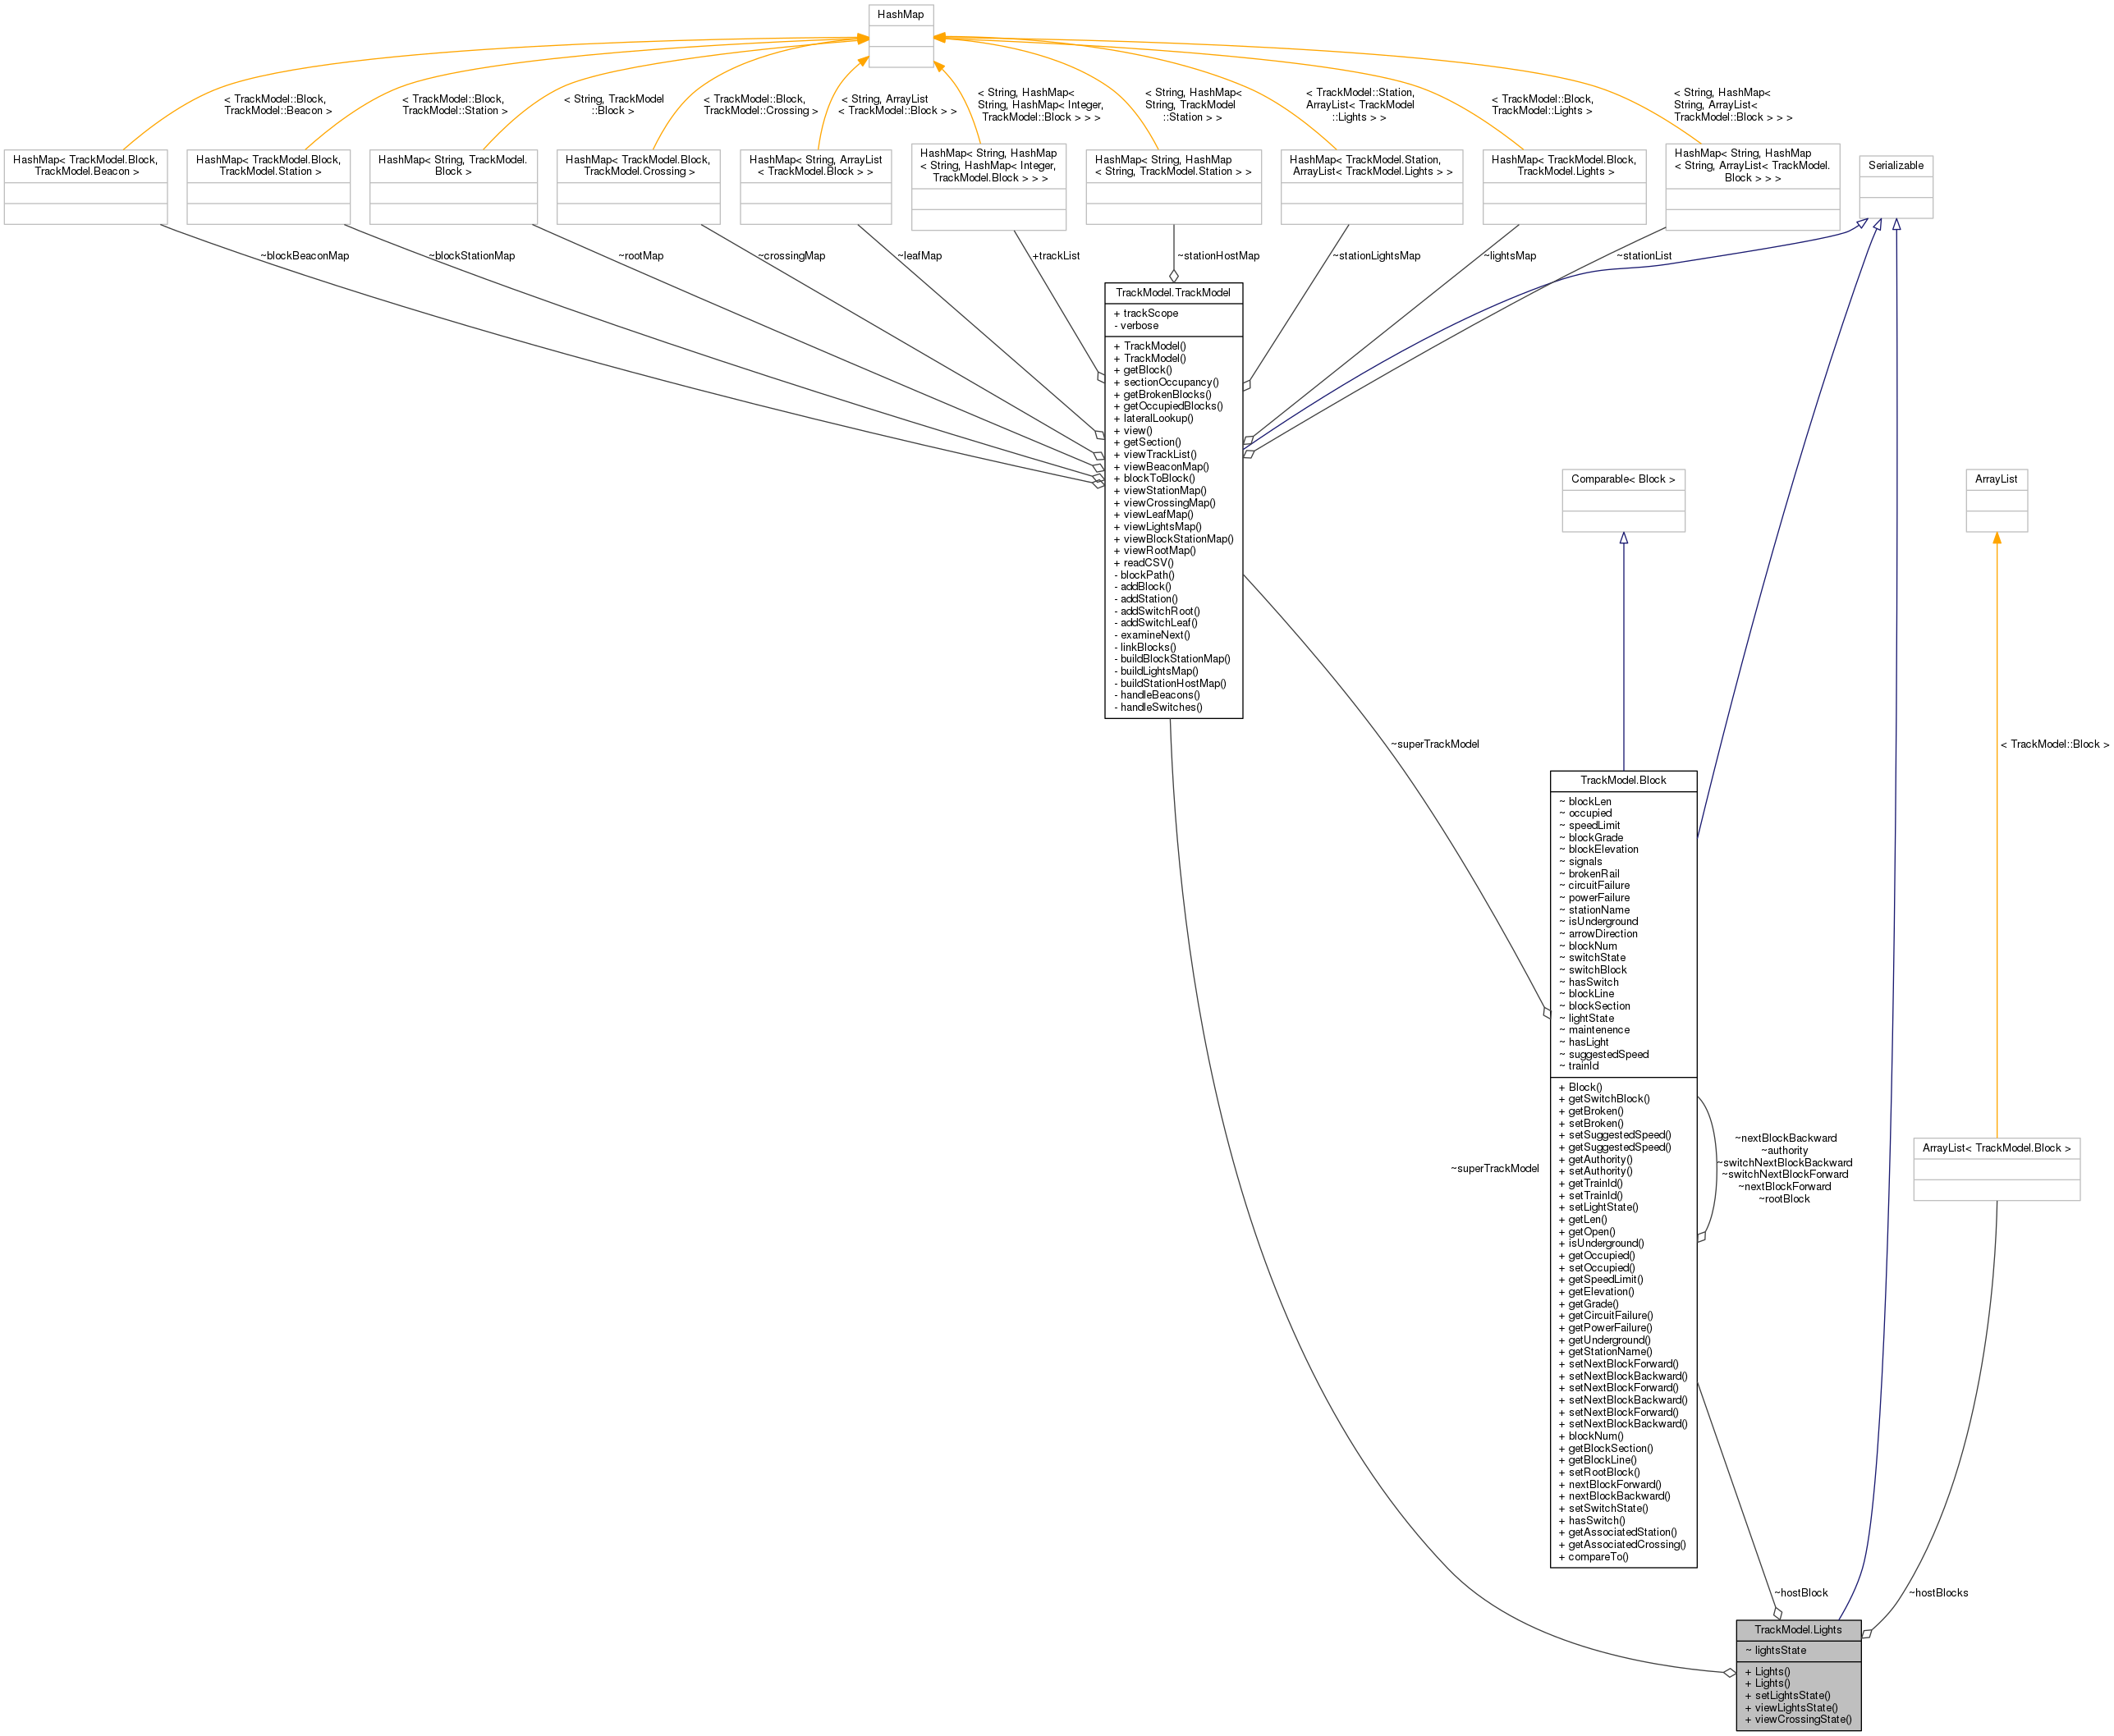 HashMap
< TrackModel::Block,
TrackModel::Beacon >
< TrackModel::Block,
TrackModel::Station >
< String, TrackModel
::Block >
< TrackModel::Block,
TrackModel::Crossing >
< String, ArrayList
< TrackModel::Block > >
< String, HashMap<
String, HashMap< Integer,
TrackModel::Block > > >
< String, HashMap<
String, TrackModel
::Station > >
< TrackModel::Station,
ArrayList< TrackModel
::Lights > >
< TrackModel::Block,
TrackModel::Lights >
< String, HashMap<
String, ArrayList<
TrackModel::Block > > >
HashMap< TrackModel.Block,
TrackModel.Beacon >
HashMap< TrackModel.Block,
TrackModel.Station >
HashMap< String, TrackModel.
Block >
HashMap< TrackModel.Block,
TrackModel.Crossing >
HashMap< String, ArrayList
< TrackModel.Block > >
HashMap< String, HashMap
< String, HashMap< Integer,
TrackModel.Block > > >
HashMap< String, HashMap
< String, TrackModel.Station > >
HashMap< TrackModel.Station,
ArrayList< TrackModel.Lights > >
HashMap< TrackModel.Block,
TrackModel.Lights >
HashMap< String, HashMap
< String, ArrayList< TrackModel.
Block > > >
Serializable
~blockBeaconMap
~blockStationMap
~rootMap
~crossingMap
~leafMap
+trackList
~stationHostMap
~stationLightsMap
~lightsMap
~stationList
TrackModel.TrackModel
+ trackScope
- verbose
+ TrackModel()
+ TrackModel()
+ getBlock()
+ sectionOccupancy()
+ getBrokenBlocks()
+ getOccupiedBlocks()
+ lateralLookup()
+ view()
+ getSection()
+ viewTrackList()
+ viewBeaconMap()
+ blockToBlock()
+ viewStationMap()
+ viewCrossingMap()
+ viewLeafMap()
+ viewLightsMap()
+ viewBlockStationMap()
+ viewRootMap()
+ readCSV()
- blockPath()
- addBlock()
- addStation()
- addSwitchRoot()
- addSwitchLeaf()
- examineNext()
- linkBlocks()
- buildBlockStationMap()
- buildLightsMap()
- buildStationHostMap()
- handleBeacons()
- handleSwitches()
Comparable< Block >
ArrayList
~superTrackModel
< TrackModel::Block >
TrackModel.Block
~ blockLen
~ occupied
~ speedLimit
~ blockGrade
~ blockElevation
~ signals
~ brokenRail
~ circuitFailure
~ powerFailure
~ stationName
~ isUnderground
~ arrowDirection
~ blockNum
~ switchState
~ switchBlock
~ hasSwitch
~ blockLine
~ blockSection
~ lightState
~ maintenence
~ hasLight
~ suggestedSpeed
~ trainId
+ Block()
+ getSwitchBlock()
+ getBroken()
+ setBroken()
+ setSuggestedSpeed()
+ getSuggestedSpeed()
+ getAuthority()
+ setAuthority()
+ getTrainId()
+ setTrainId()
+ setLightState()
+ getLen()
+ getOpen()
+ isUnderground()
+ getOccupied()
+ setOccupied()
+ getSpeedLimit()
+ getElevation()
+ getGrade()
+ getCircuitFailure()
+ getPowerFailure()
+ getUnderground()
+ getStationName()
+ setNextBlockForward()
+ setNextBlockBackward()
+ setNextBlockForward()
+ setNextBlockBackward()
+ setNextBlockForward()
+ setNextBlockBackward()
+ blockNum()
+ getBlockSection()
+ getBlockLine()
+ setRootBlock()
+ nextBlockForward()
+ nextBlockBackward()
+ setSwitchState()
+ hasSwitch()
+ getAssociatedStation()
+ getAssociatedCrossing()
+ compareTo()
~nextBlockBackward
~authority
~switchNextBlockBackward
~switchNextBlockForward
~nextBlockForward
~rootBlock
ArrayList< TrackModel.Block >
~superTrackModel
~hostBlock
~hostBlocks
TrackModel.Lights
~ lightsState
+ Lights()
+ Lights()
+ setLightsState()
+ viewLightsState()
+ viewCrossingState()